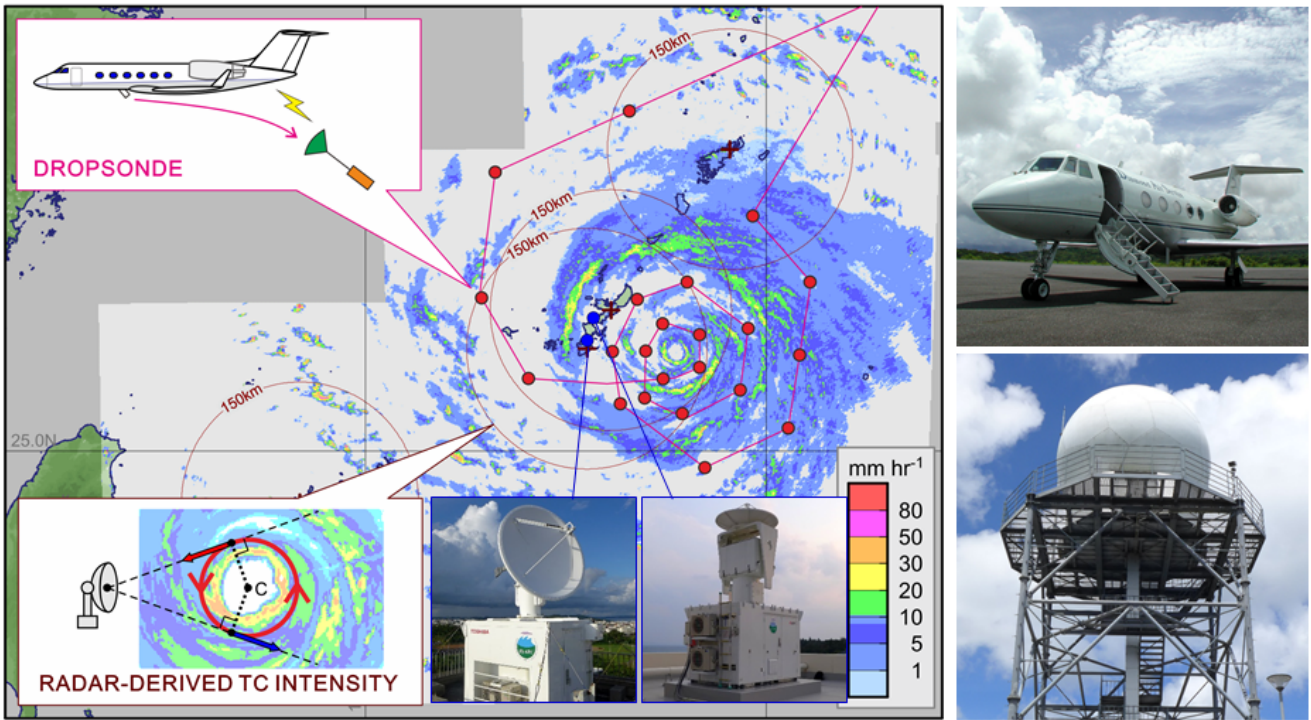 DROPSONDE
150km
150km
150km
150km
25.0N
RADAR-DERIVED TC INTENSITY
C
TOSHIBA
mm hr⁻¹
80
50
30
20
10
5
1